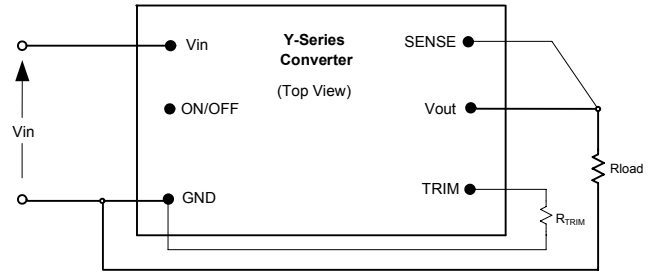 Y-Series
Converter
(Top View)
Vin
SENSE
ON/OFF
Vout
Vin
GND
TRIM
Rload
RTRIM